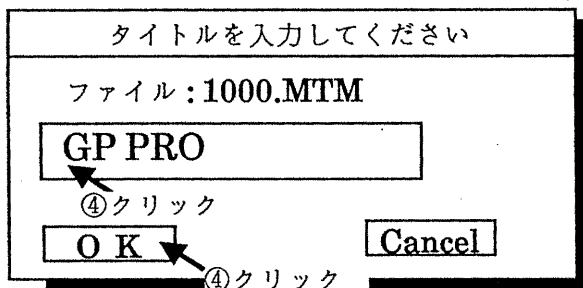 タイトルを入力してください
ファイル:1000.MTM
GP PRO
④クリック
OK Cancel
④クリック